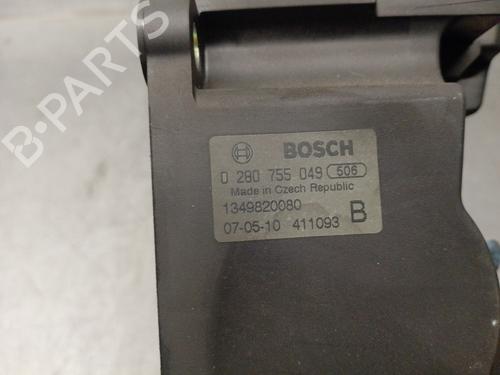 BOSCH
0 280 755 049 506
Made in Czech Republic
1349820080
07-05-10 411093 B
B-PARTS